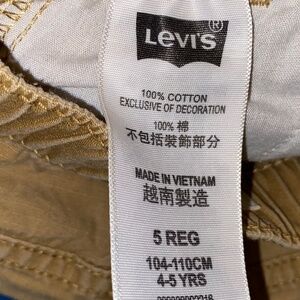 LEVI'S®
100% COTTON
EXCLUSIVE OF DECORATION
100% 棉
不包括裝飾部分
MADE IN VIETNAM
越南製造
5 REG
104-110CM
4-5 YRS